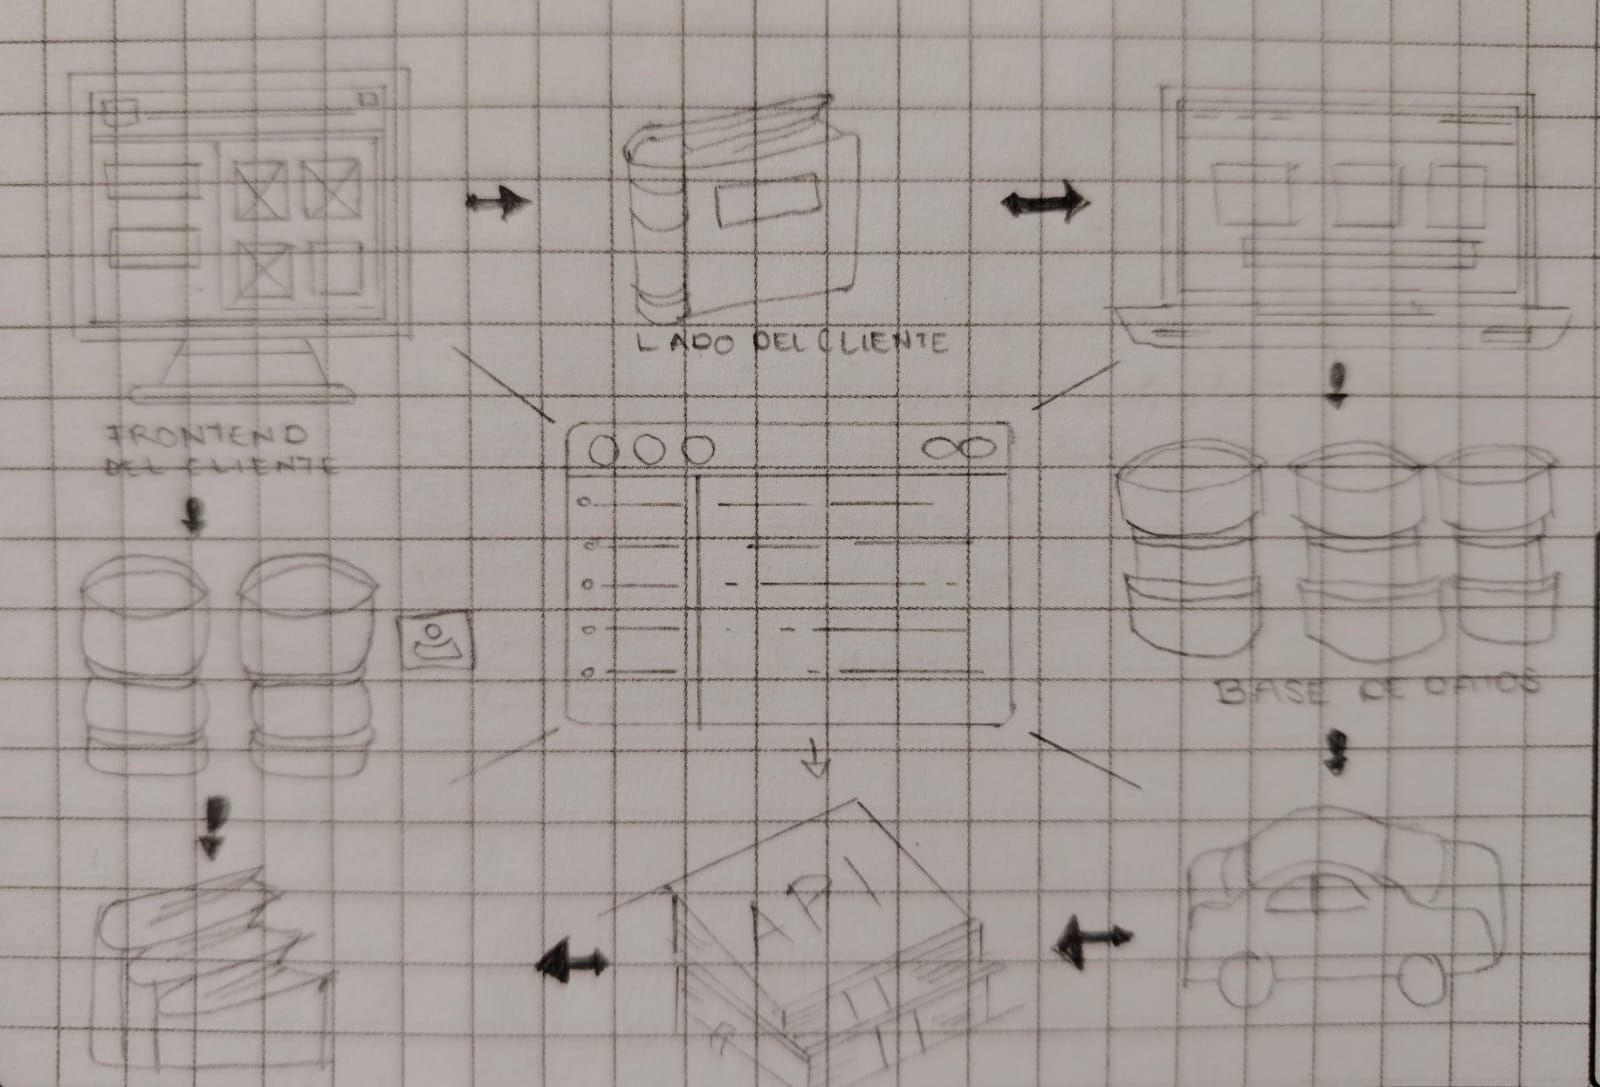 LADO DEL CLIENTE
FRONTEND
DEL CLIENTE
BASE DE DATOS
API